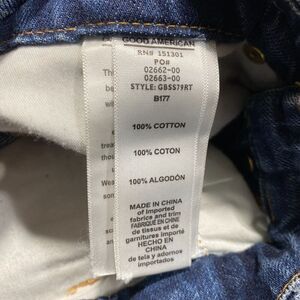 GOOD AMERICAN
RN# 151301
PO#
02662-00
02663-00
STYLE: GBSS79RT
B177
100% COTTON
100% COTON
100% ALGODÓN
MADE IN CHINA
of imported
fabrics and trim
FABRIQUÉ EN CHINE
de tissus et de
garnitures importés
HECHO EN
CHINA
de tela y adornos
importados